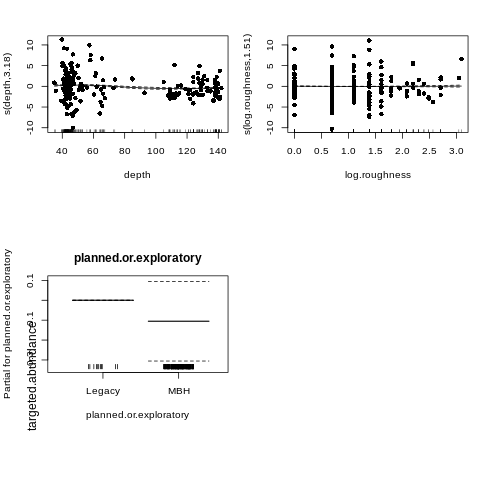 s(depth,3.18)
10
5
0
-5
-10
40
60
80
100
120
140
depth
s(log.roughness,1.51)
10
5
0
-5
-10
0.0
0.5
1.0
1.5
2.0
2.5
3.0
log.roughness
planned.or.exploratory
Partial for planned.or.exploratory
targeted.abundance
0.1
Legacy
MBH
planned.or.exploratory